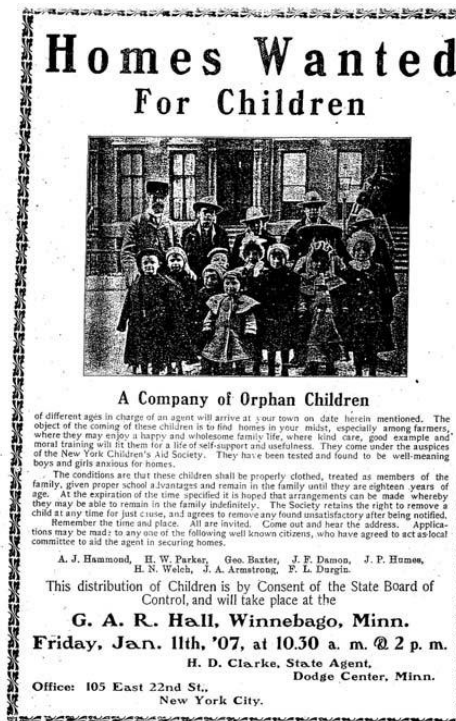 Homes Wanted
For Children
A Company of Orphan Children
of different ages in charge of an agent will arrive at your town on date herein mentioned. The
object of the coming of these children is to find homes in your midst, especially among farmers,
where they may enjoy a happy and wholesome family life, where kind care, good example and
moral training will fit them for a life of self-support and usefulness. They come under the auspices
of the New York Children's Aid Society. They have been tested and found to be well-meaning
boys and girls anxious for homes.
The conditions are that these children shall be properly clothed, treated as members of the
family, given proper school advantages and remain in the family until they are eighteen years of
age. At the expiration of the time specified it is hoped that arrangements can be made whereby
they may be able to remain in the family indefinitely. The Society retains the right to remove a
child at any time for just cause, and agrees to remove any found unsatisfactory after being notified.
Remember the time and place. All are invited. Come out and hear the address. Applica-
tions may be made to any one of the following well known citizens, who have agreed to act as local
committee to aid the agent in securing homes.
A. J. Hammond, H. W. Parker, Geo. Baxter, J. F. Damon, J. P. Humes,
H. N. Welch, J. A. Armstrong, F. L. Durgin.
This distribution of Children is by Consent of the State Board of
Control, and will take place at the
G. A. R. Hall, Winnebago, Minn.
Friday, Jan. 11th, '07, at 10.30 a. m. & 2 p. m.
H. D. Clarke, State Agent,
Dodge Center, Minn.
Office: 105 East 22nd St.,
New York City.